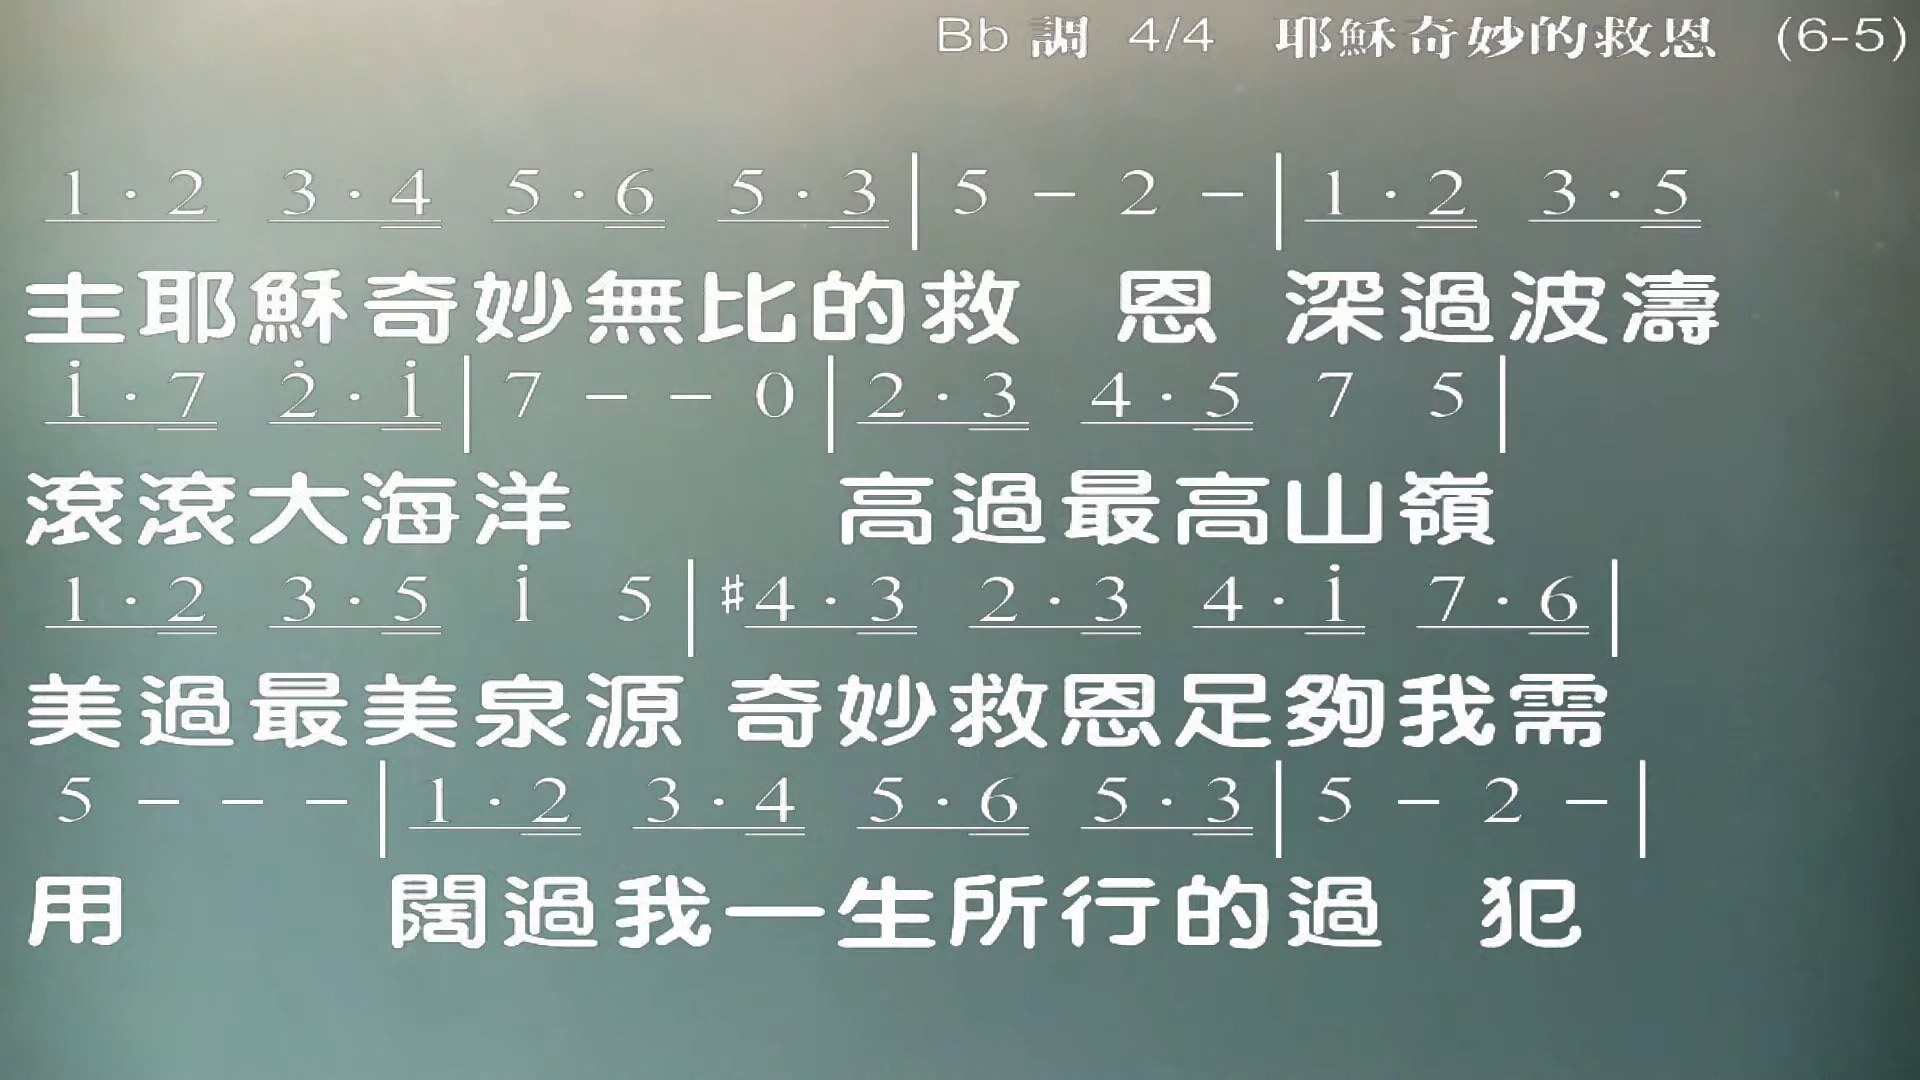 Bb 調 4/4 耶穌奇妙的救恩 (6-5)
1 · 2 3 · 4 5 · 6 5 · 3 | 5 – 2 – | 1 · 2 3 · 5
主耶穌奇妙無比的救 恩 深過波濤
i · 7 2̇ · i | 7 – – 0 | 2 · 3 4 · 5 7 5 |
滾滾大海洋 高過最高山嶺
1 · 2 3 · 5 i 5 | ♯4 · 3 2 · 3 4 · i 7 · 6 |
美過最美泉源 奇妙救恩足夠我需
5 – – – | 1 · 2 3 · 4 5 · 6 5 · 3 | 5 – 2 – |
用 闊過我一生所行的過 犯